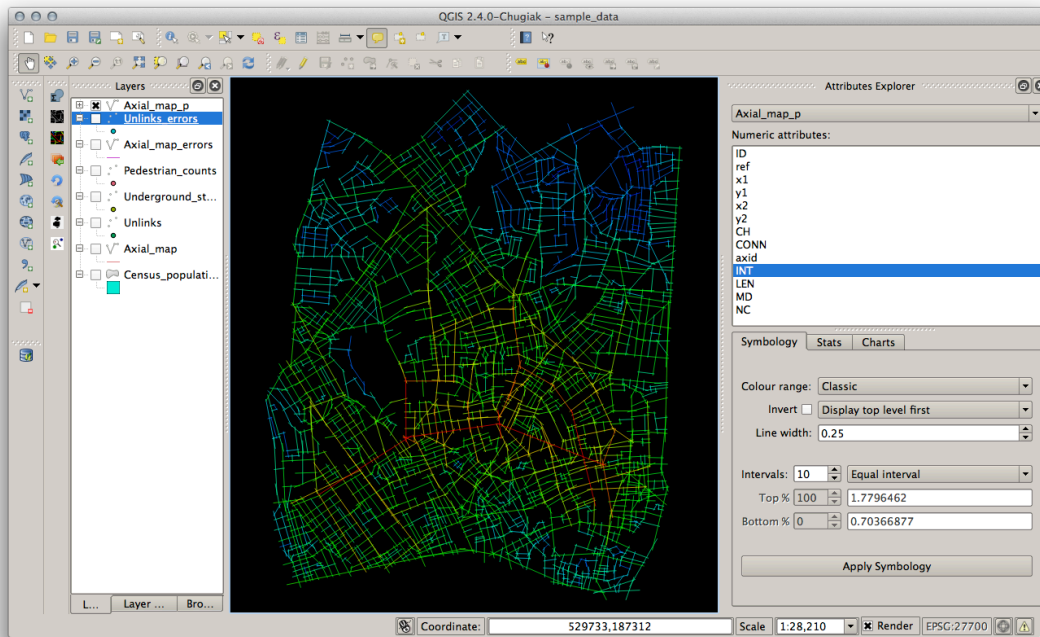 QGIS 2.4.0-Chugiak - sample_data
Layers
Axial_map_p
Unlinks_errors
Axial_map_errors
Pedestrian_counts
Underground_st...
Unlinks
Axial_map
Census_populati...
L...
Layer ...
Bro...
Attributes Explorer
Axial_map_p
Numeric attributes:
ID
ref
x1
y1
x2
y2
CH
CONN
axid
INT
LEN
MD
NC
Symbology
Stats
Charts
Colour range: Classic
Invert Display top level first
Line width: 0.25
Intervals: 10 Equal interval
Top % 100 1.7796462
Bottom % 0 0.70366877
Apply Symbology
Coordinate: 529733,187312 Scale 1:28,210 Render EPSG:27700